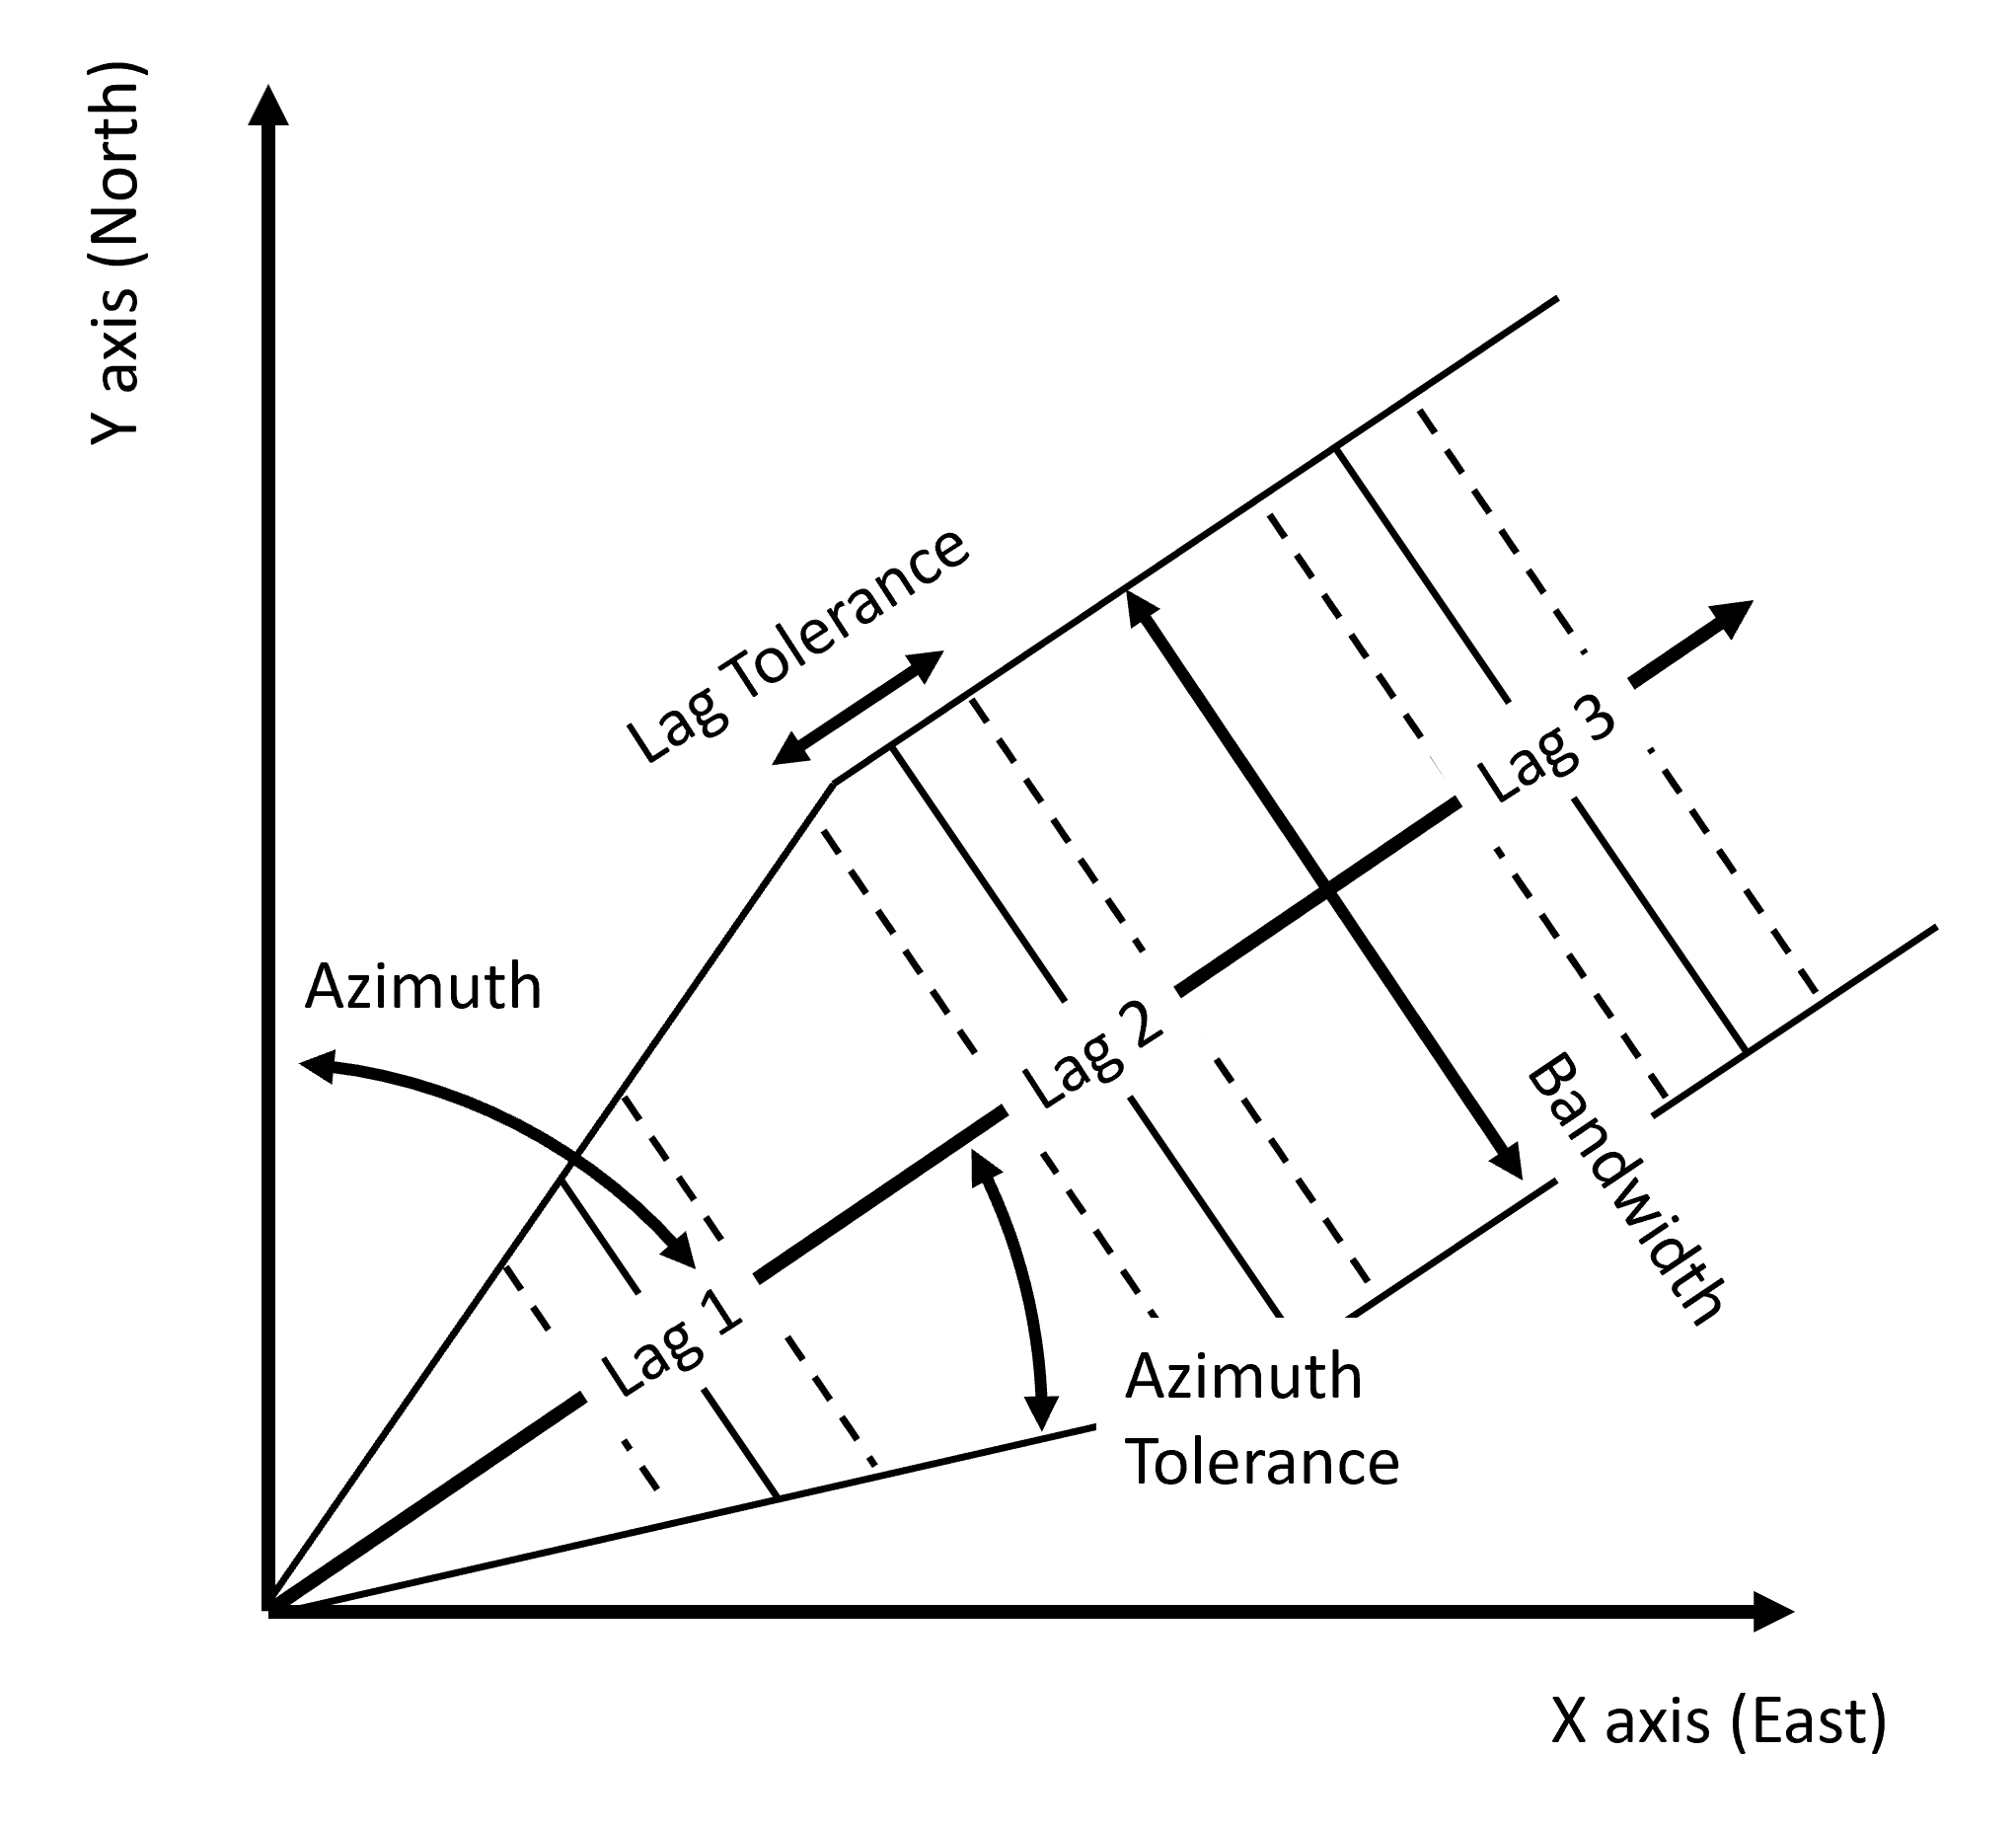 Y axis (North)
Lag Tolerance
Lag 3
Azimuth
Lag 2
Bandwidth
Lag 1
Azimuth
Tolerance
X axis (East)